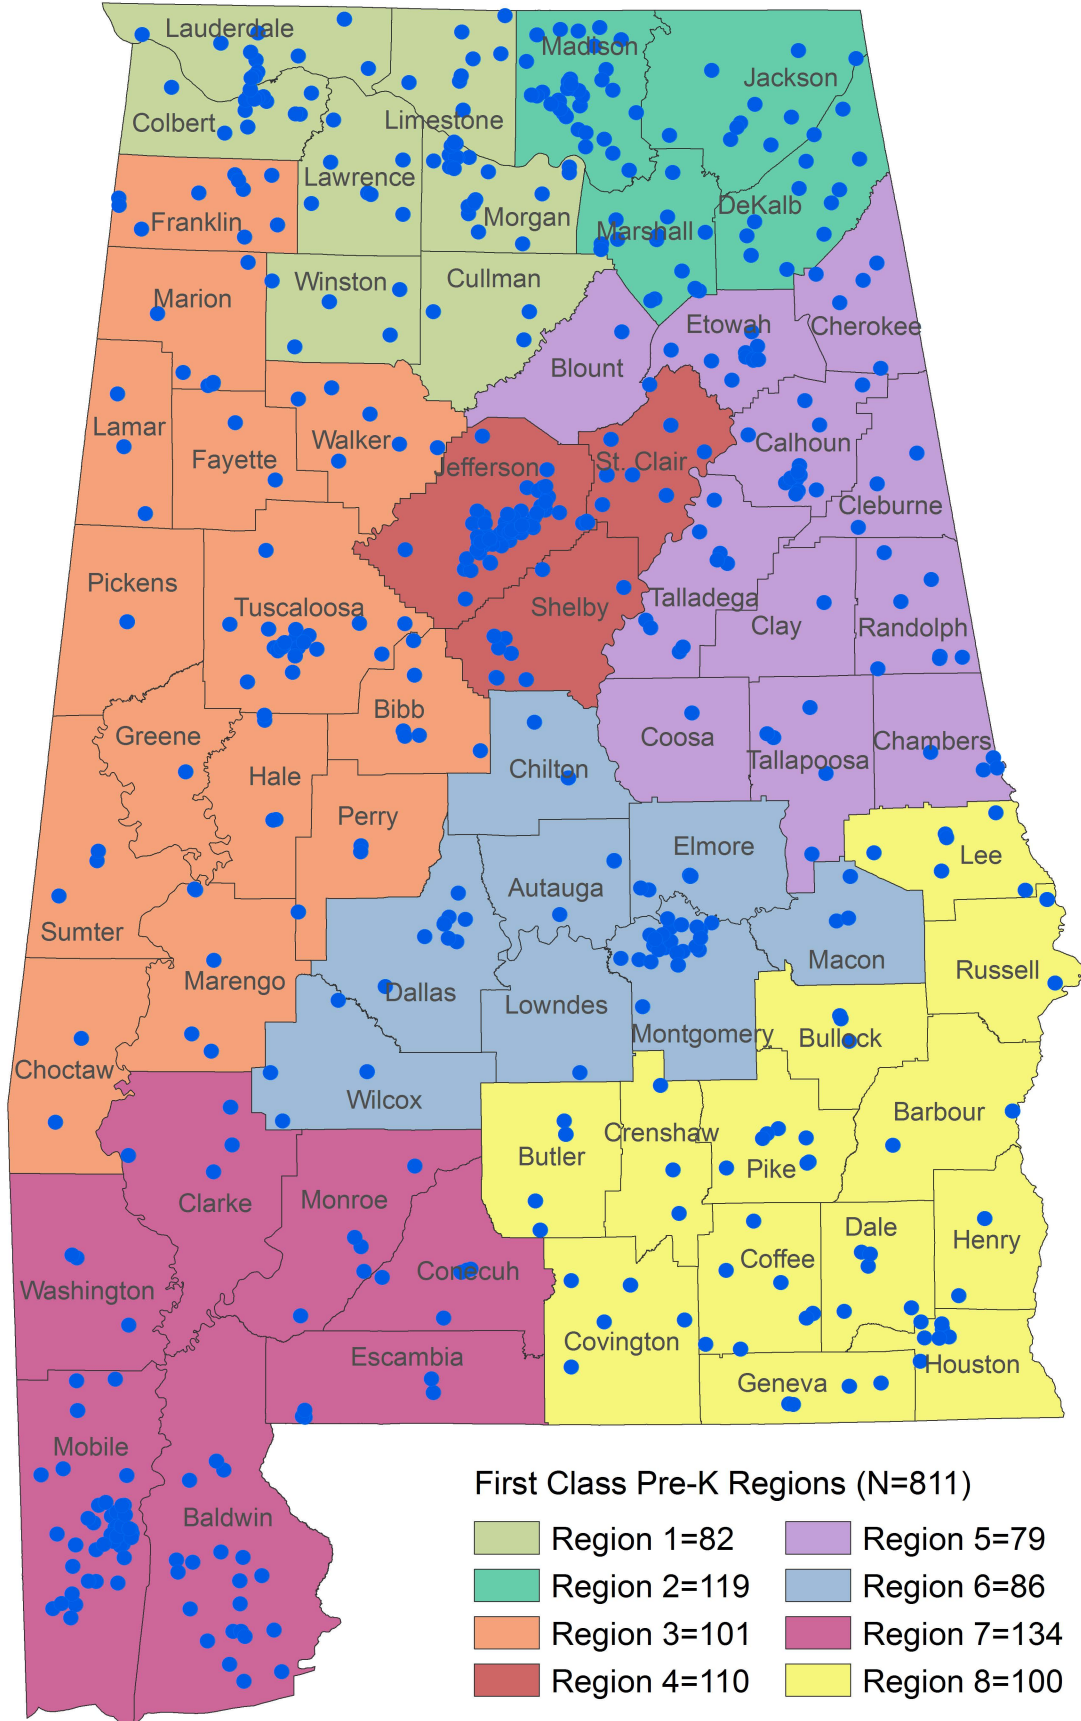 Lauderdale
Madison
Jackson
Colbert
Limestone
Lawrence
Franklin
Morgan
Marshall
DeKalb
Winston
Cullman
Marion
Etowah
Cherokee
Blount
Lamar
Fayette
Walker
Jefferson
St. Clair
Calhoun
Cleburne
Pickens
Tuscaloosa
Shelby
Talladega
Clay
Randolph
Bibb
Greene
Hale
Chilton
Coosa
Tallapoosa
Chambers
Perry
Autauga
Elmore
Lee
Sumter
Marengo
Dallas
Lowndes
Montgomery
Macon
Russell
Bullock
Choctaw
Wilcox
Butler
Crenshaw
Pike
Barbour
Clarke
Monroe
Conecuh
Coffee
Dale
Henry
Washington
Escambia
Covington
Geneva
Houston
Mobile
Baldwin
First Class Pre-K Regions (N=811)
Region 1=82
Region 2=119
Region 3=101
Region 4=110
Region 5=79
Region 6=86
Region 7=134
Region 8=100